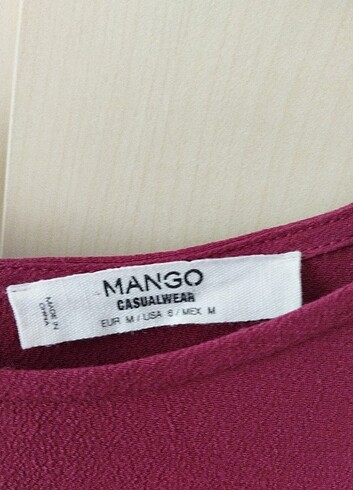 MANGO
CASUALWEAR
EUR M / USA 6 / MEX M
MADE IN
CHINA